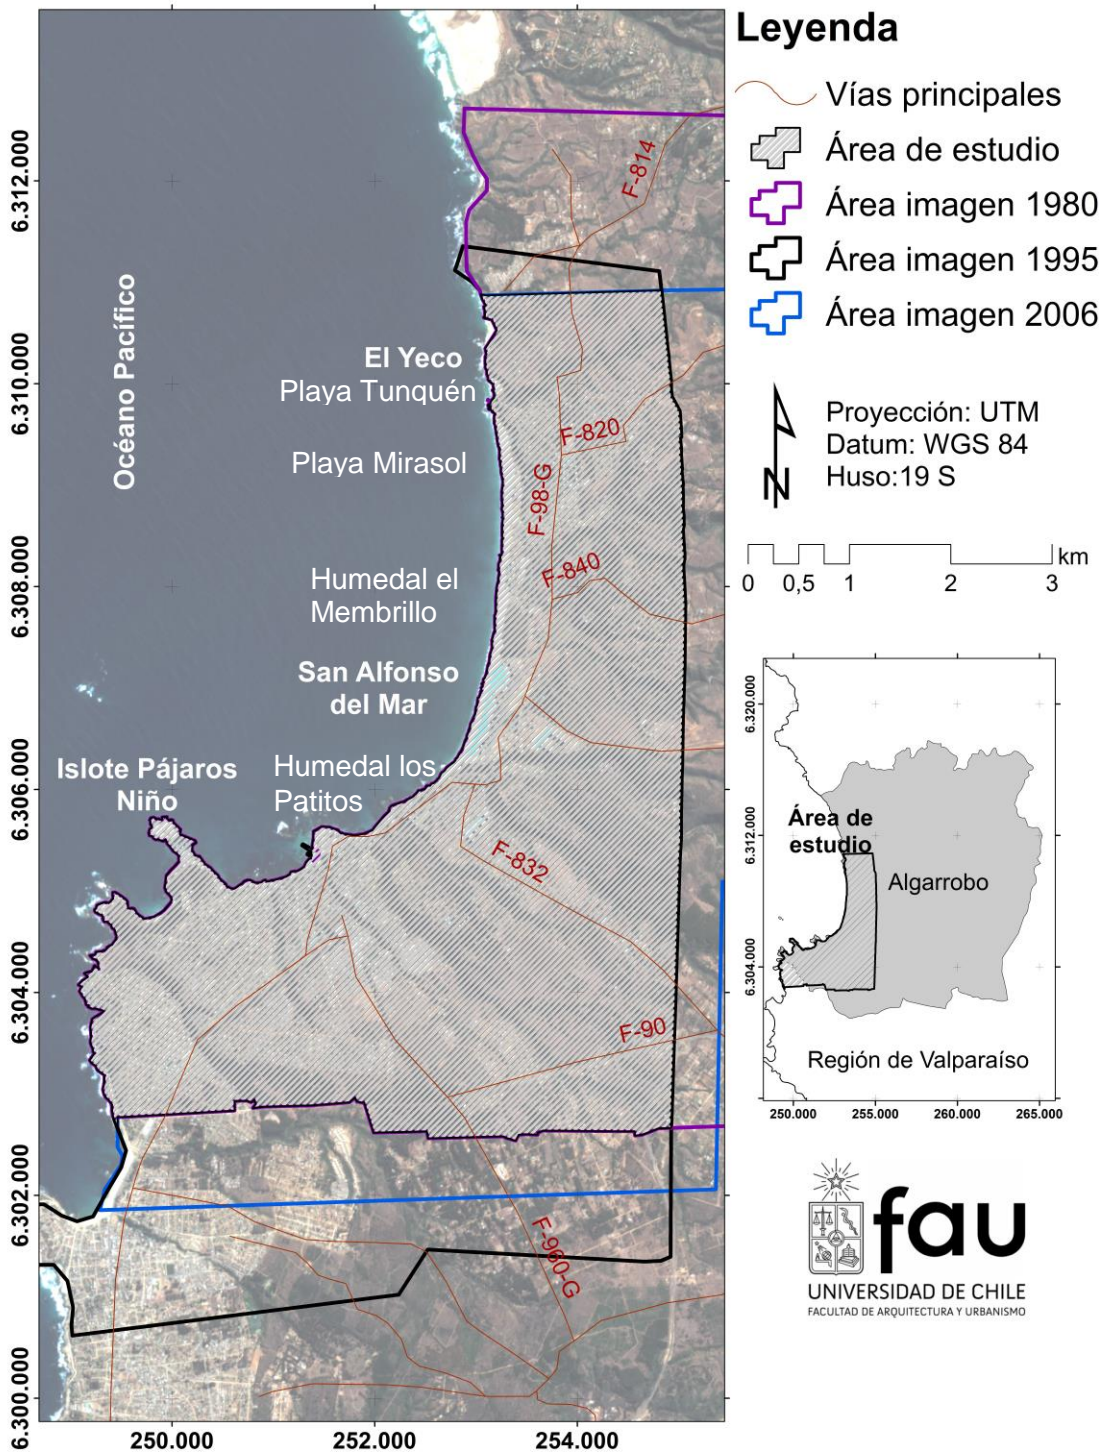 Leyenda
Vías principales
Área de estudio
Área imagen 1980
Área imagen 1995
Área imagen 2006
Proyección: UTM
Datum: WGS 84
Huso:19 S
N
km
0 0,5 1 2 3
6.312.000
6.310.000
6.308.000
6.306.000
6.304.000
6.302.000
6.300.000
250.000 252.000 254.000
Océano Pacífico
El Yeco
Playa Tunquén
Playa Mirasol
Humedal el
Membrillo
San Alfonso
del Mar
Humedal los
Patitos
Islote Pájaros
Niño
F-814
F-820
F-98-G
F-840
F-832
F-90
F-960-G
6.320.000
6.312.000
6.304.000
Área de
estudio
Algarrobo
Región de Valparaíso
250.000 255.000 260.000 265.000
fau
UNIVERSIDAD DE CHILE
FACULTAD DE ARQUITECTURA Y URBANISMO